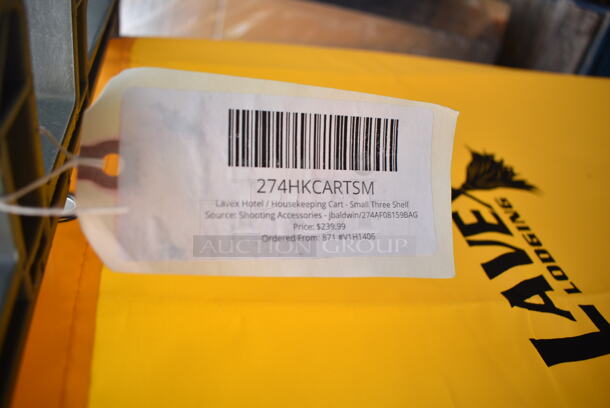 274HKCARTSM
Lavex Hotel / Housekeeping Cart - Small Three Shelf
Source: Shooting Accessories - jbaldwin/274AF08159BAG
Price: $239.99
Ordered From: 871 #V1H1406
AUCTION GROUP
LAVEX
LODGING